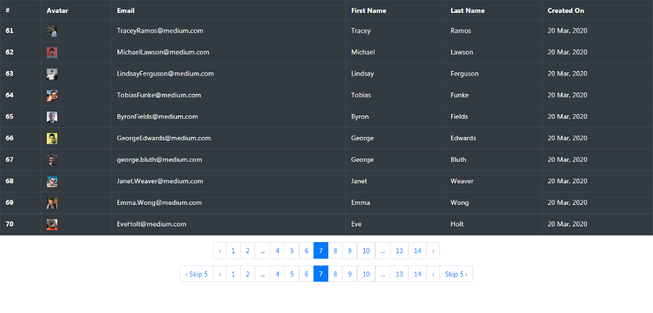 # Avatar Email First Name Last Name Created On
61 TraceyRamos@medium.com Tracey Ramos 20 Mar, 2020
62 MichaelLawson@medium.com Michael Lawson 20 Mar, 2020
63 LindsayFerguson@medium.com Lindsay Ferguson 20 Mar, 2020
64 TobiasFunke@medium.com Tobias Funke 20 Mar, 2020
65 ByronFields@medium.com Byron Fields 20 Mar, 2020
66 GeorgeEdwards@medium.com George Edwards 20 Mar, 2020
67 george.bluth@medium.com George Bluth 20 Mar, 2020
68 Janet.Weaver@medium.com Janet Weaver 20 Mar, 2020
69 Emma.Wong@medium.com Emma Wong 20 Mar, 2020
70 EveHolt@medium.com Eve Holt 20 Mar, 2020
‹ 1 2 ... 4 5 6 7 8 9 10 ... 13 14 ›
‹ Skip 5 ‹ 1 2 ... 4 5 6 7 8 9 10 ... 13 14 › Skip 5 ›